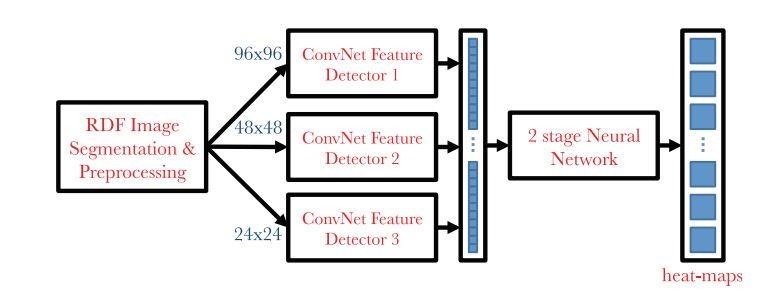 96x96
ConvNet Feature
Detector 1
RDF Image
Segmentation &
Preprocessing
48x48
ConvNet Feature
Detector 2
2 stage Neural
Network
24x24
ConvNet Feature
Detector 3
heat-maps